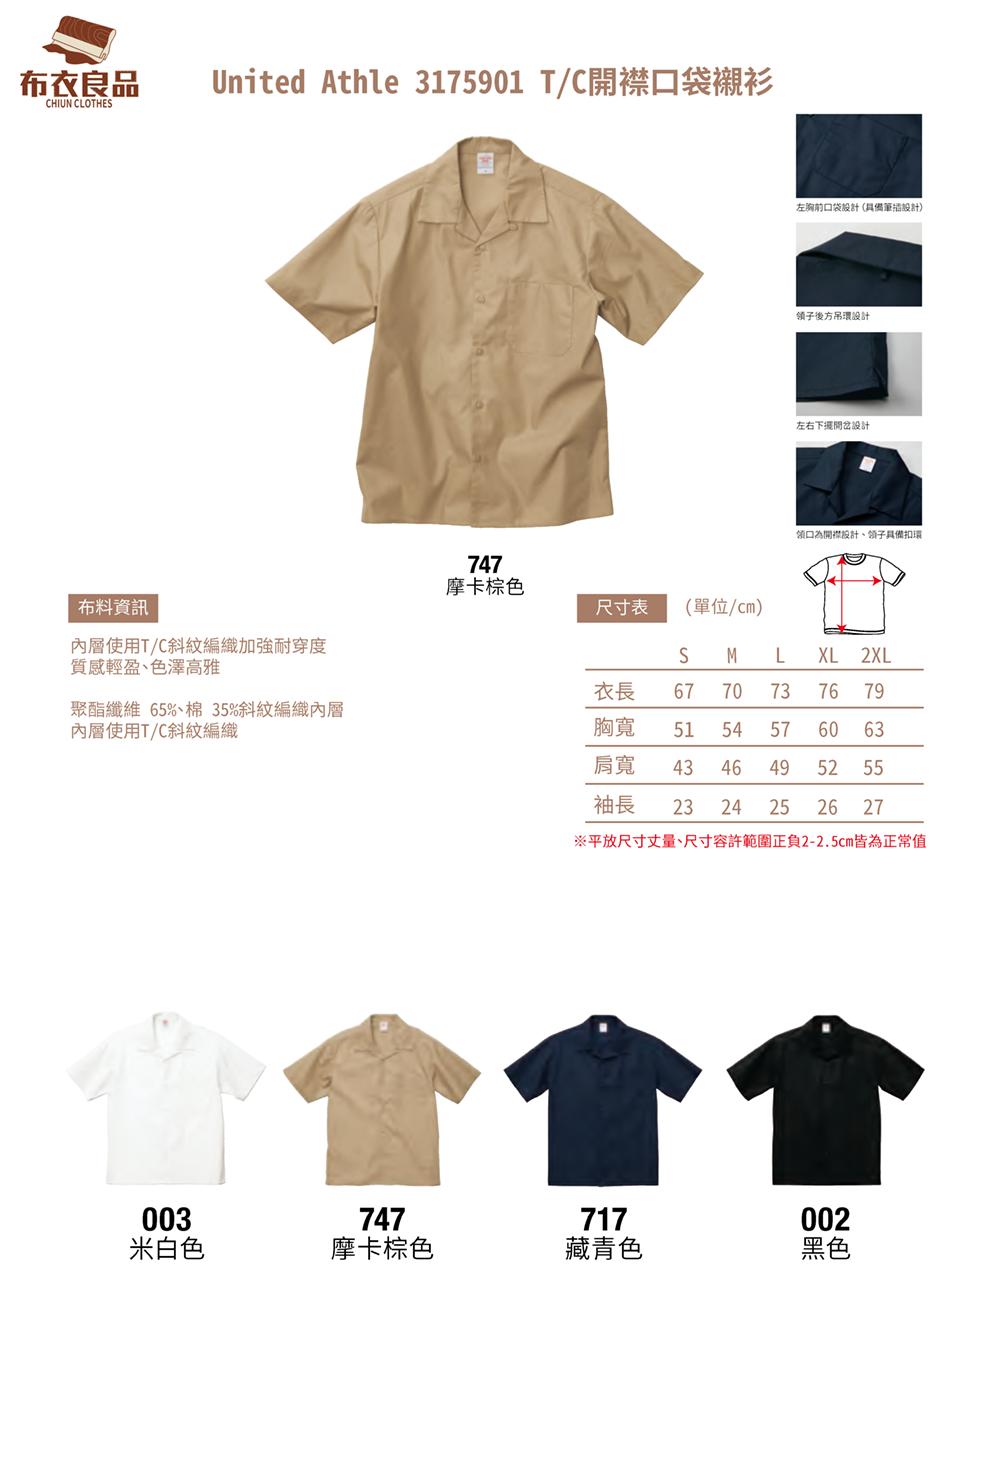 布衣良品
CHIUN CLOTHES
United Athle 3175901 T/C開襟口袋襯衫
左胸前口袋設計 (具備筆插設計)
領子後方吊環設計
左右下擺開岔設計
領口為開襟設計、領子具備扣環
747
摩卡棕色
布料資訊
內層使用T/C斜紋編織加強耐穿度
質感輕盈、色澤高雅
聚酯纖維 65%、棉 35%斜紋編織內層
內層使用T/C斜紋編織
尺寸表 (單位/cm)
S M L XL 2XL
衣長 67 70 73 76 79
胸寬 51 54 57 60 63
肩寬 43 46 49 52 55
袖長 23 24 25 26 27
※平放尺寸丈量、尺寸容許範圍正負2-2.5cm皆為正常值
003
米白色
747
摩卡棕色
717
藏青色
002
黑色